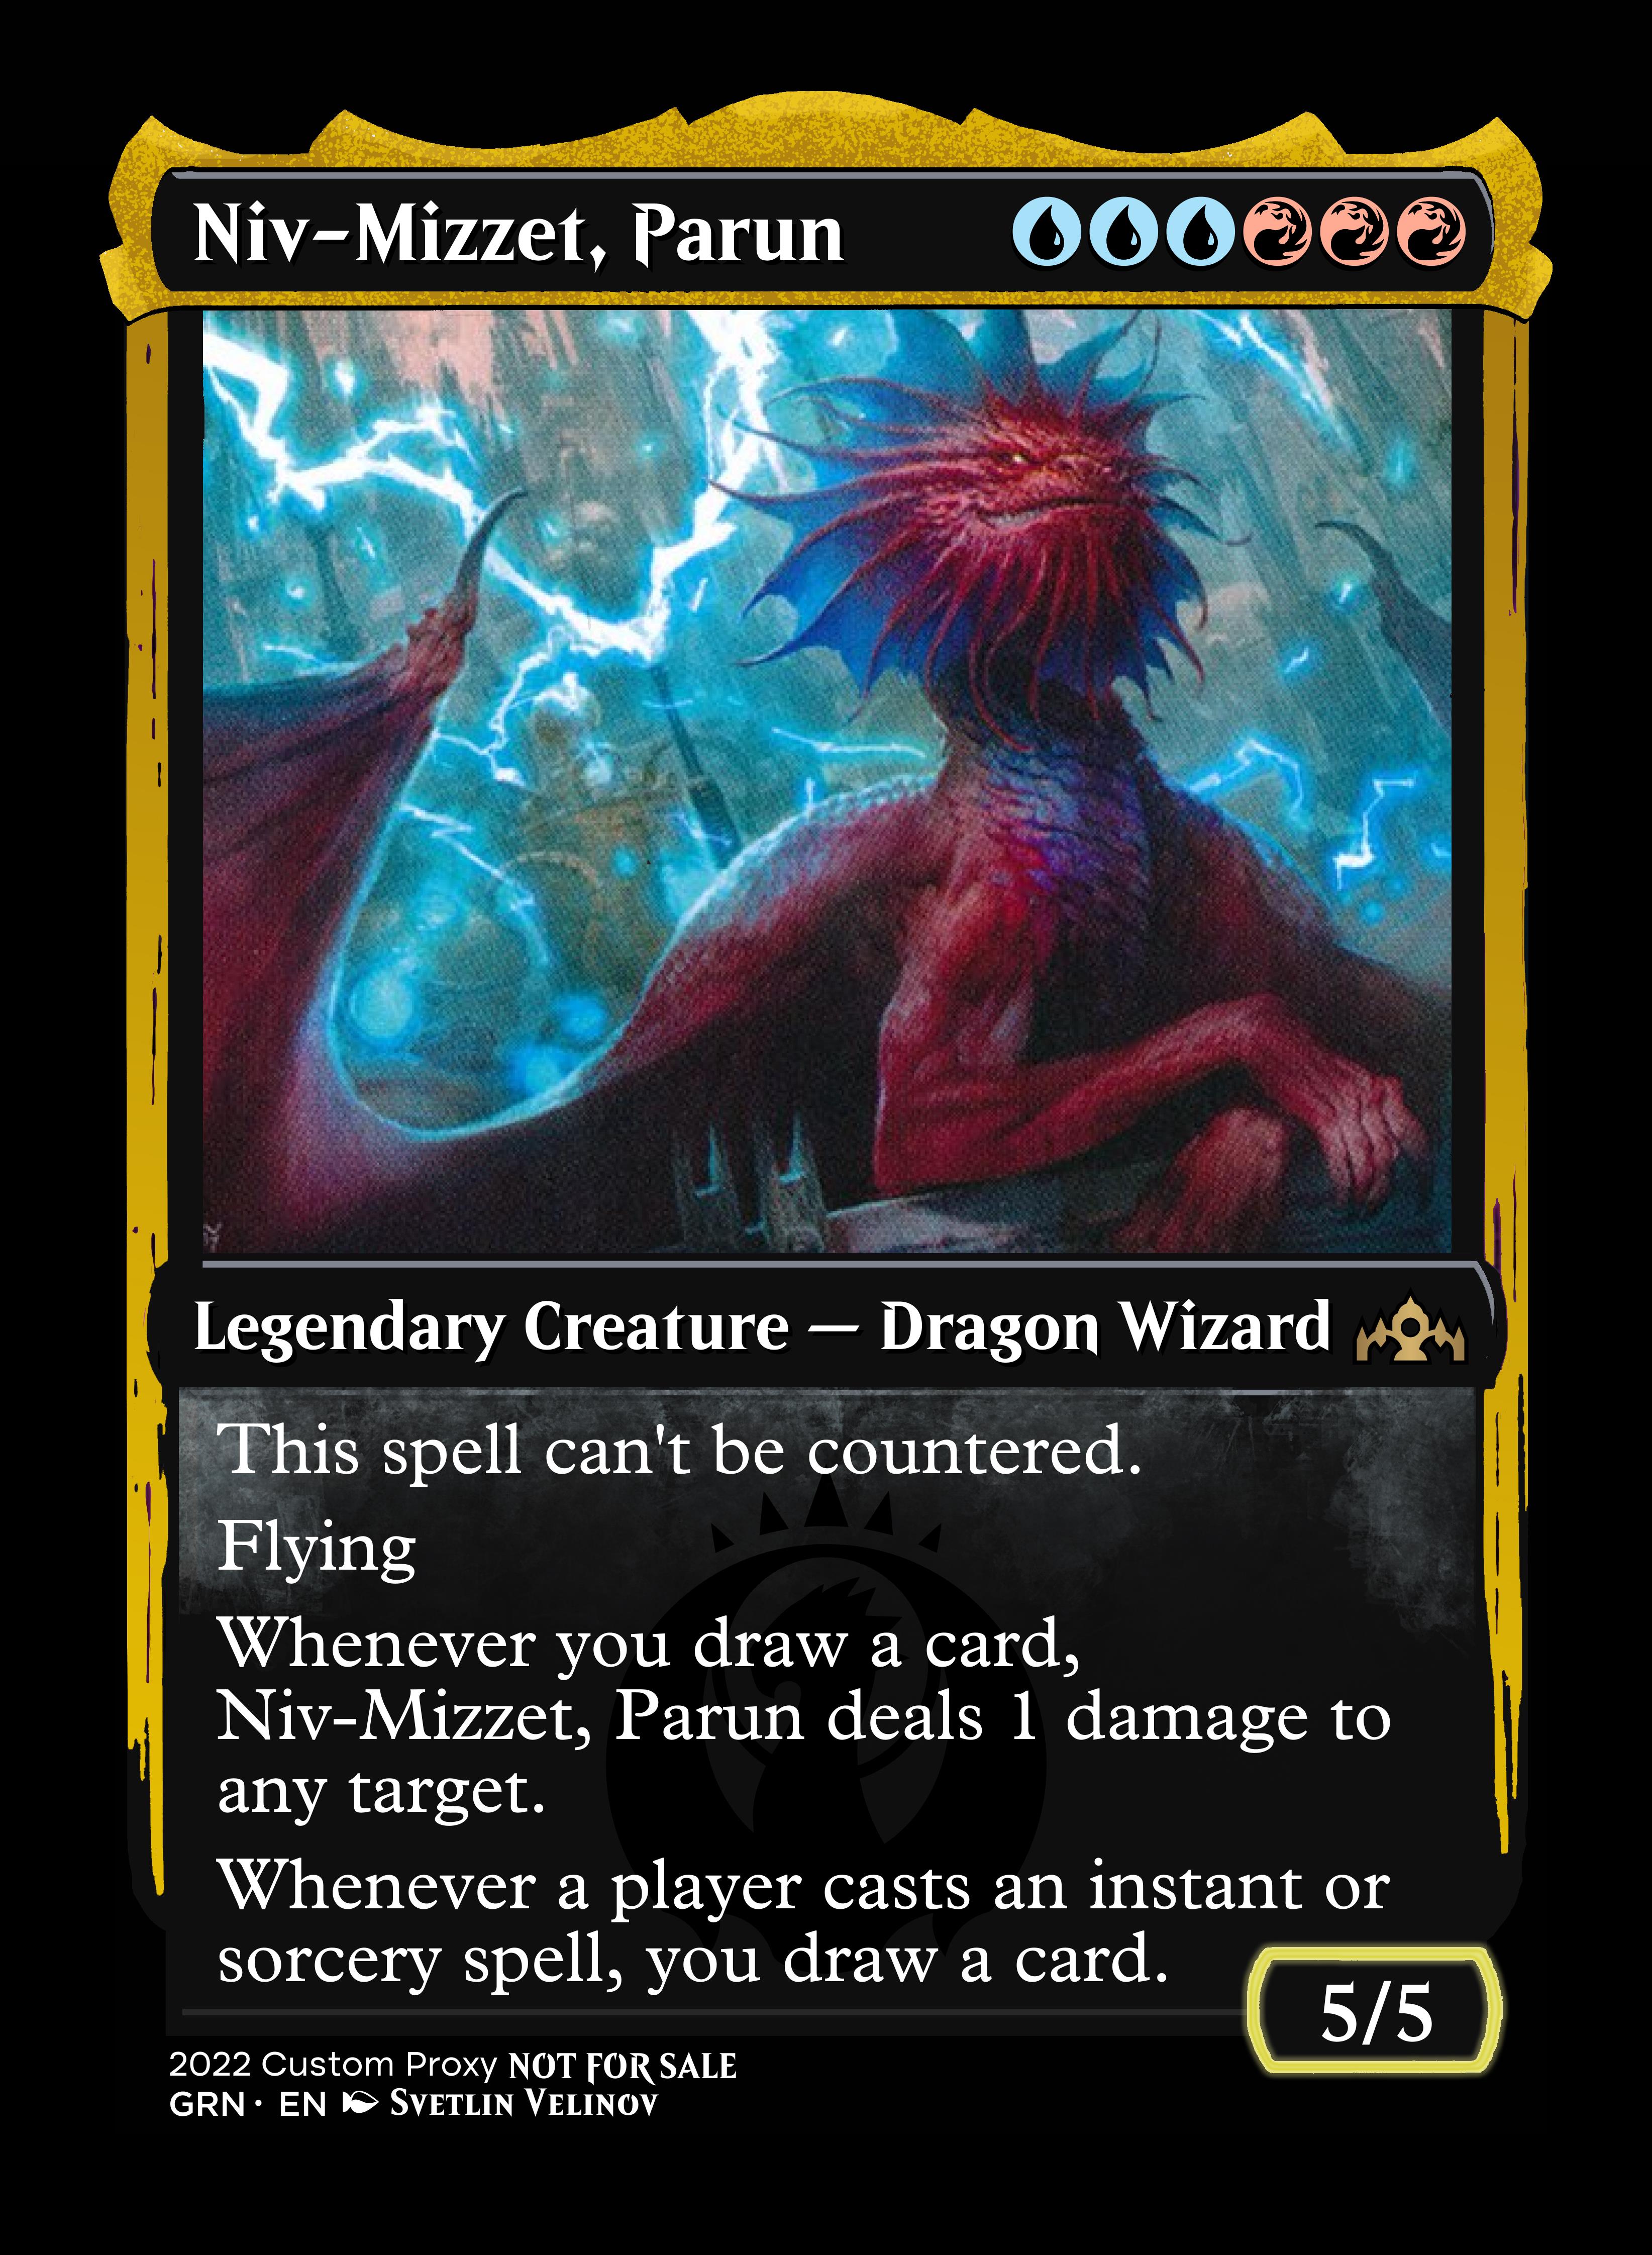 Niv-Mizzet, Parun
Legendary Creature — Dragon Wizard
This spell can't be countered.
Flying
Whenever you draw a card,
Niv-Mizzet, Parun deals 1 damage to
any target.
Whenever a player casts an instant or
sorcery spell, you draw a card.
5/5
2022 Custom Proxy NOT FOR SALE
GRN · EN Svetlin Velinov